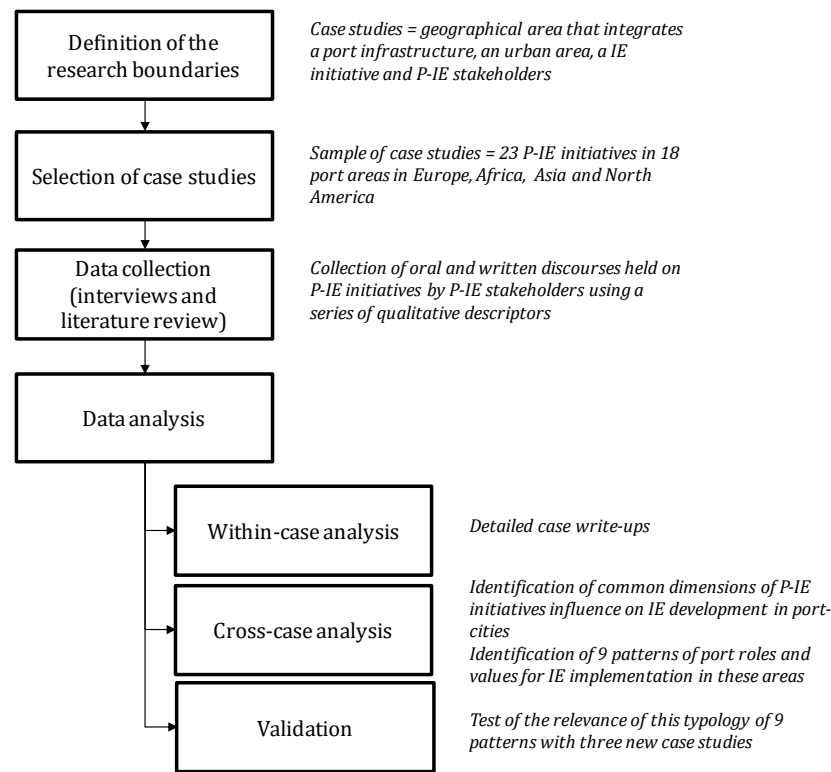 Definition of the
research boundaries
Case studies = geographical area that integrates
a port infrastructure, an urban area, a IE
initiative and P-IE stakeholders
Selection of case studies
Sample of case studies = 23 P-IE initiatives in 18
port areas in Europe, Africa, Asia and North
America
Data collection
(interviews and
literature review)
Collection of oral and written discourses held on
P-IE initiatives by P-IE stakeholders using a
series of qualitative descriptors
Data analysis
Within-case analysis
Detailed case write-ups
Cross-case analysis
Identification of common dimensions of P-IE
initiatives influence on IE development in port-
cities
Identification of 9 patterns of port roles and
values for IE implementation in these areas
Validation
Test of the relevance of this typology of 9
patterns with three new case studies